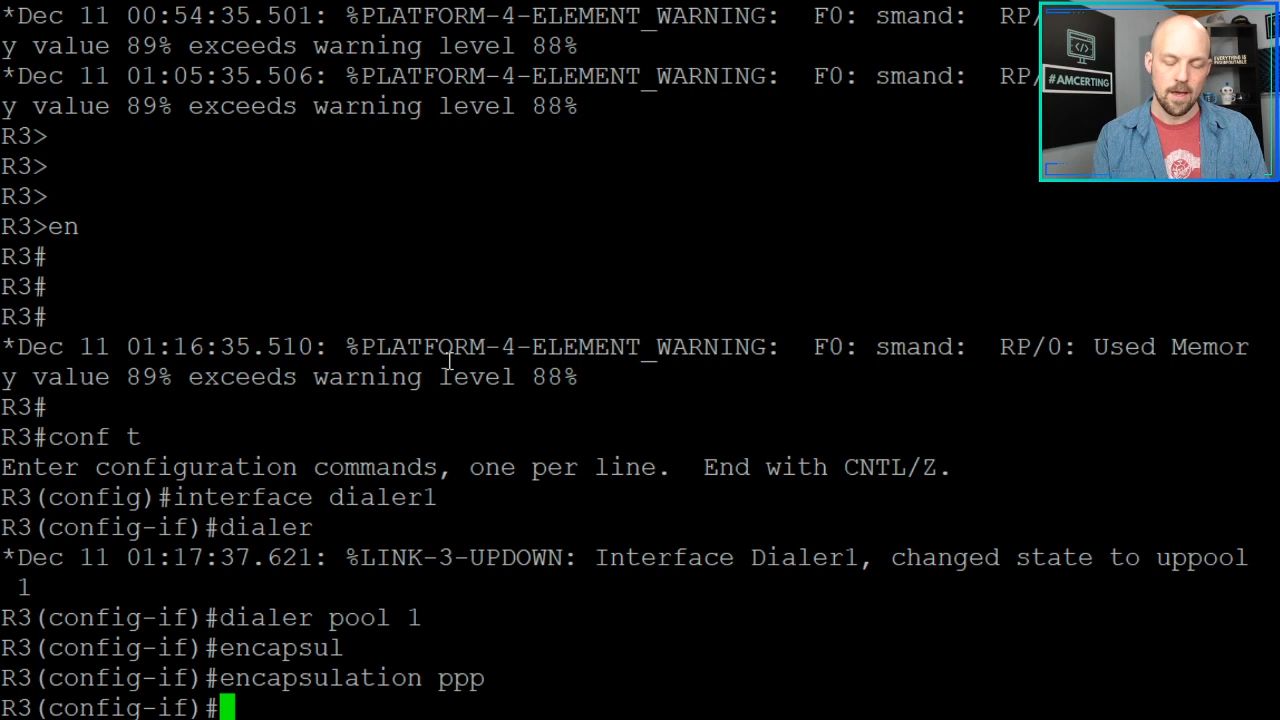 *Dec 11 00:54:35.501: %PLATFORM-4-ELEMENT_WARNING:  F0: smand:  RP/
y value 89% exceeds warning level 88%
*Dec 11 01:05:35.506: %PLATFORM-4-ELEMENT_WARNING:  F0: smand:  RP/
y value 89% exceeds warning level 88%
R3>
R3>
R3>
R3>en
R3#
R3#
R3#
*Dec 11 01:16:35.510: %PLATFORM-4-ELEMENT_WARNING:  F0: smand:  RP/0: Used Memor
y value 89% exceeds warning level 88%
R3#
R3#conf t
Enter configuration commands, one per line.  End with CNTL/Z.
R3(config)#interface dialer1
R3(config-if)#dialer
*Dec 11 01:17:37.621: %LINK-3-UPDOWN: Interface Dialer1, changed state to uppool
 1
R3(config-if)#dialer pool 1
R3(config-if)#encapsul
R3(config-if)#encapsulation ppp
R3(config-if)#
</>
#AMCERTING
EVERYTHING IS